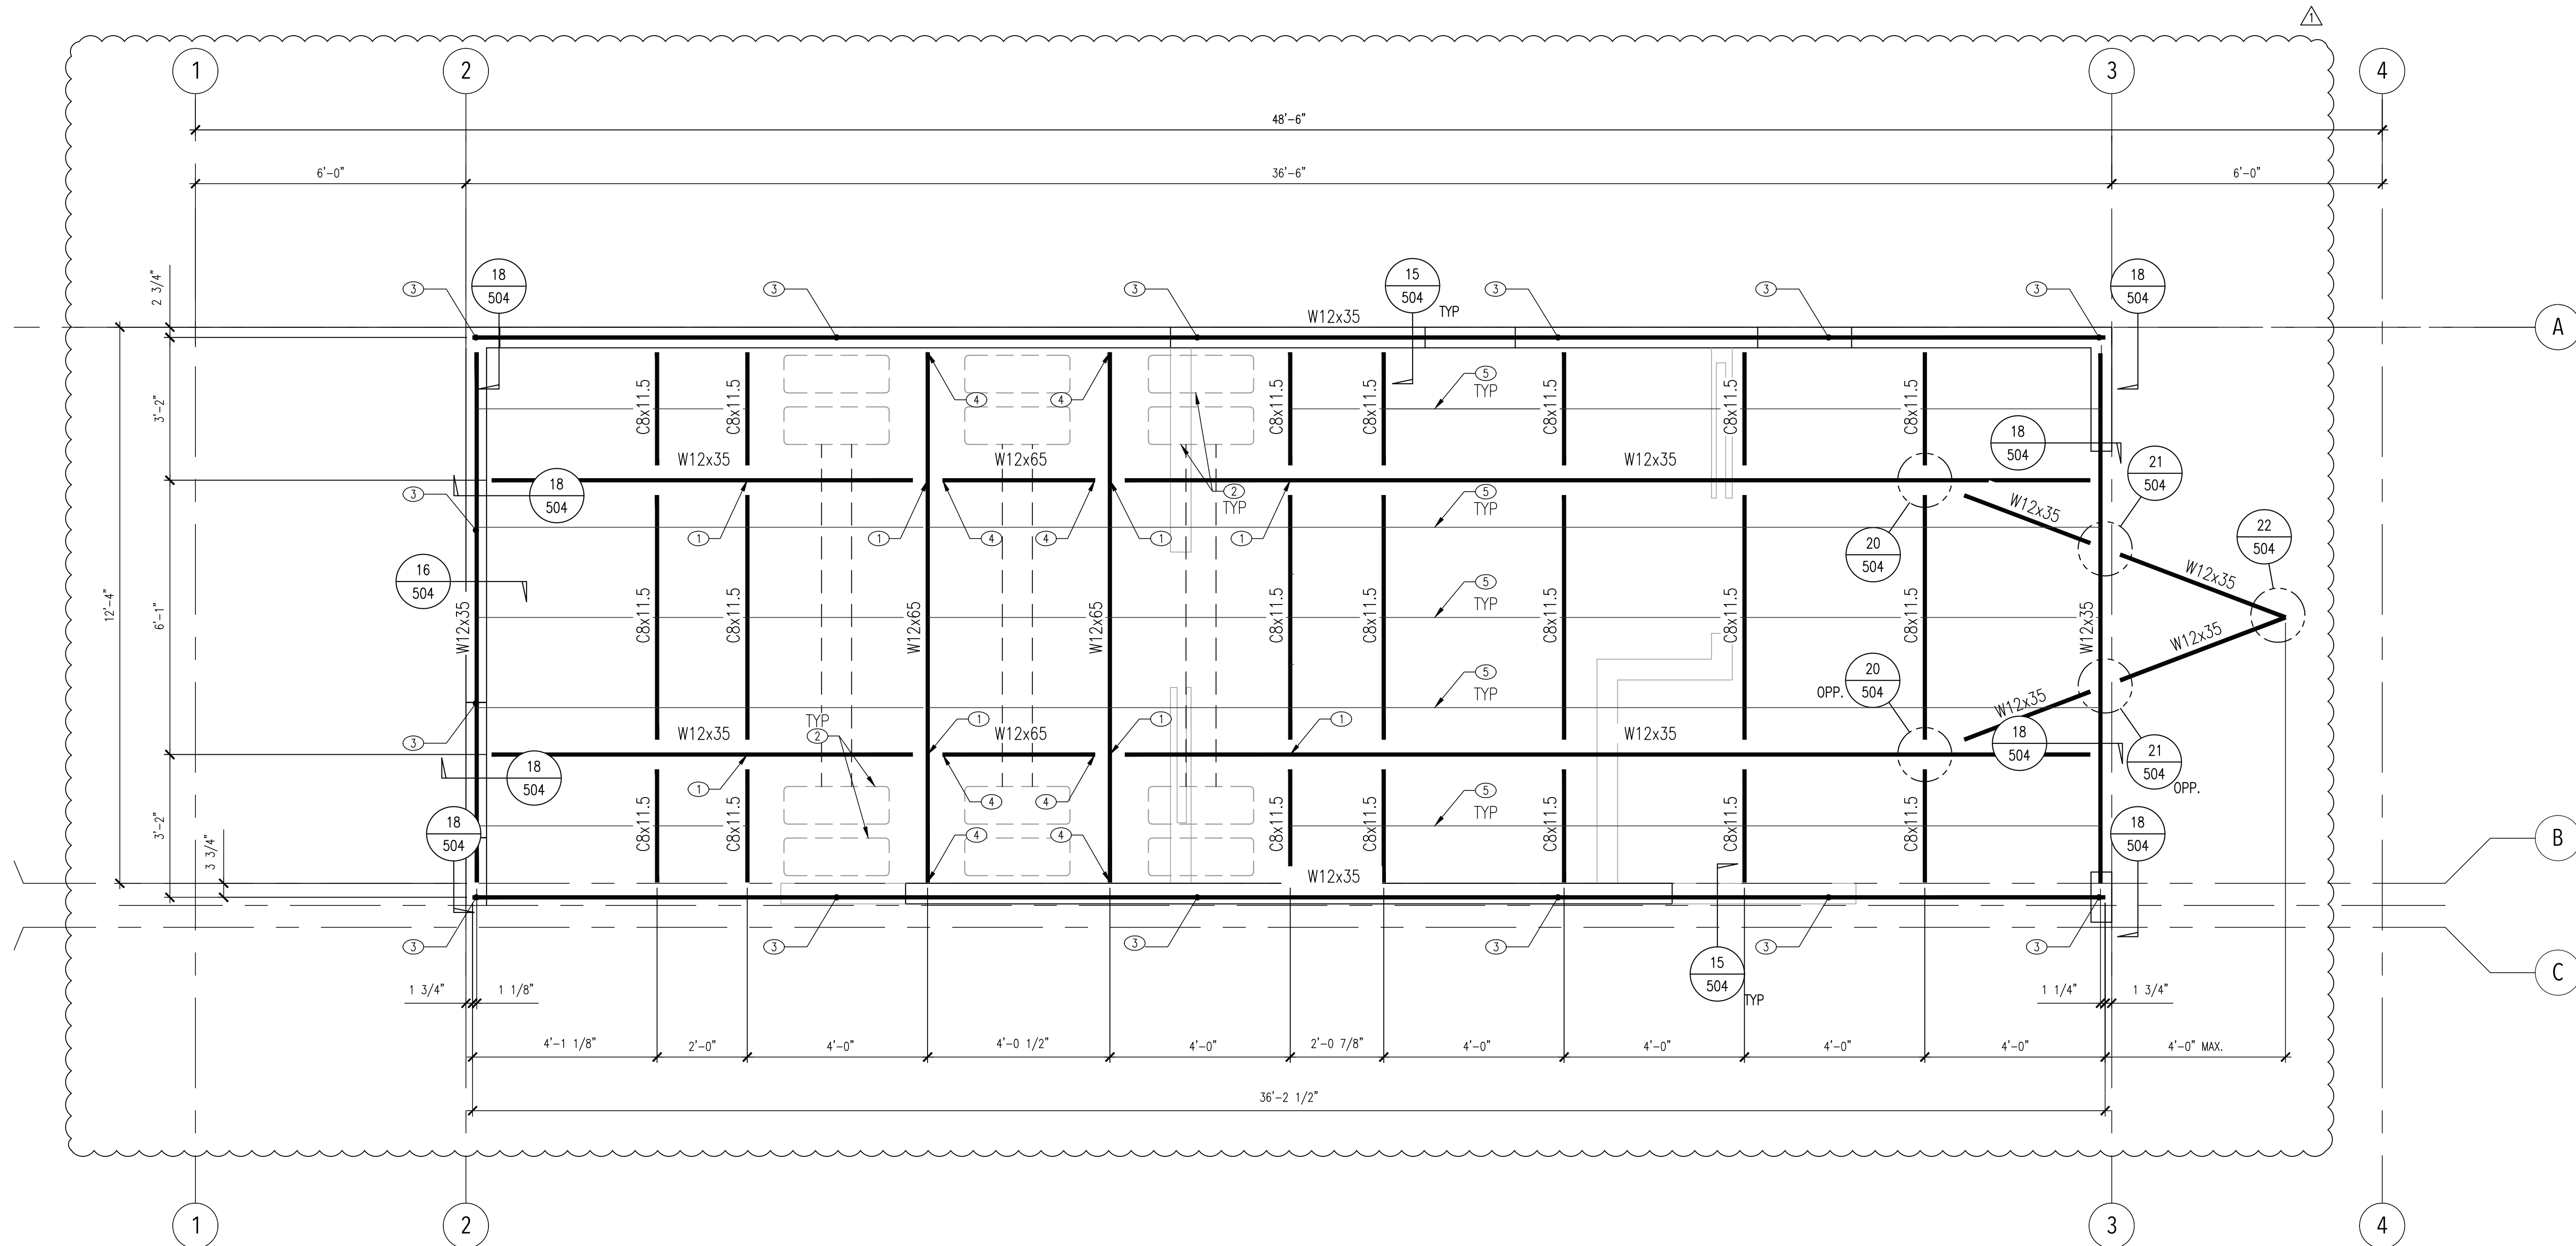 1
1
2
3
4
48'-6"
6'-0"
36'-6"
6'-0"
2 3/4"
3'-2"
12'-4"
6'-1"
3'-2"
3 3/4"
18
504
15
504
TYP
18
504
3
3
3
3
3
3
W12x35
A
C8x11.5
C8x11.5
4
4
C8x11.5
C8x11.5
C8x11.5
C8x11.5
C8x11.5
5
TYP
18
504
W12x35
W12x65
W12x35
21
504
18
504
3
2
TYP
5
TYP
W12x35
1
1
4
4
1
1
20
504
22
504
16
504
W12x35
C8x11.5
C8x11.5
W12x65
W12x65
C8x11.5
C8x11.5
C8x11.5
C8x11.5
C8x11.5
5
TYP
W12x35
W12x35
W12x35
5
TYP
20
504
OPP.
W12x35
3
W12x35
TYP
2
1
W12x65
1
1
W12x35
18
504
21
504
OPP.
18
504
1
4
4
5
TYP
18
504
C8x11.5
C8x11.5
4
4
C8x11.5
C8x11.5
C8x11.5
C8x11.5
C8x11.5
18
504
B
W12x35
3
3
3
3
3
3
15
504
TYP
C
1 3/4"
1 1/8"
1 1/4"
1 3/4"
4'-1 1/8"
2'-0"
4'-0"
4'-0 1/2"
4'-0"
2'-0 7/8"
4'-0"
4'-0"
4'-0"
4'-0"
4'-0" MAX.
36'-2 1/2"
1
2
3
4